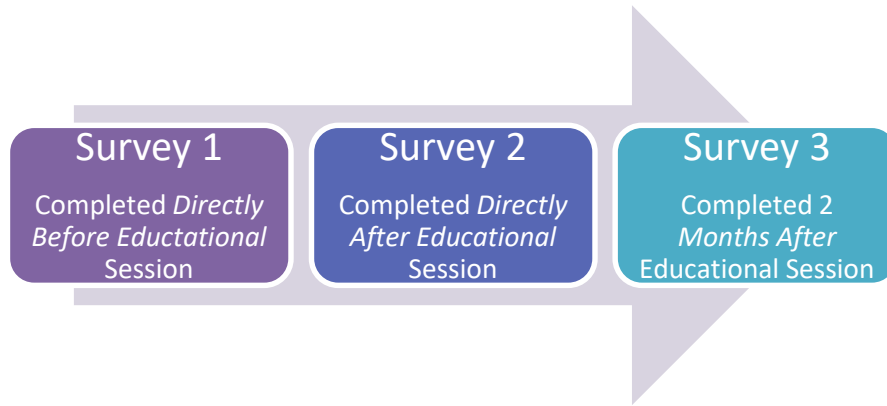 Survey 1
Completed Directly
Before Eductational
Session
Survey 2
Completed Directly
After Educational
Session
Survey 3
Completed 2
Months After
Educational Session